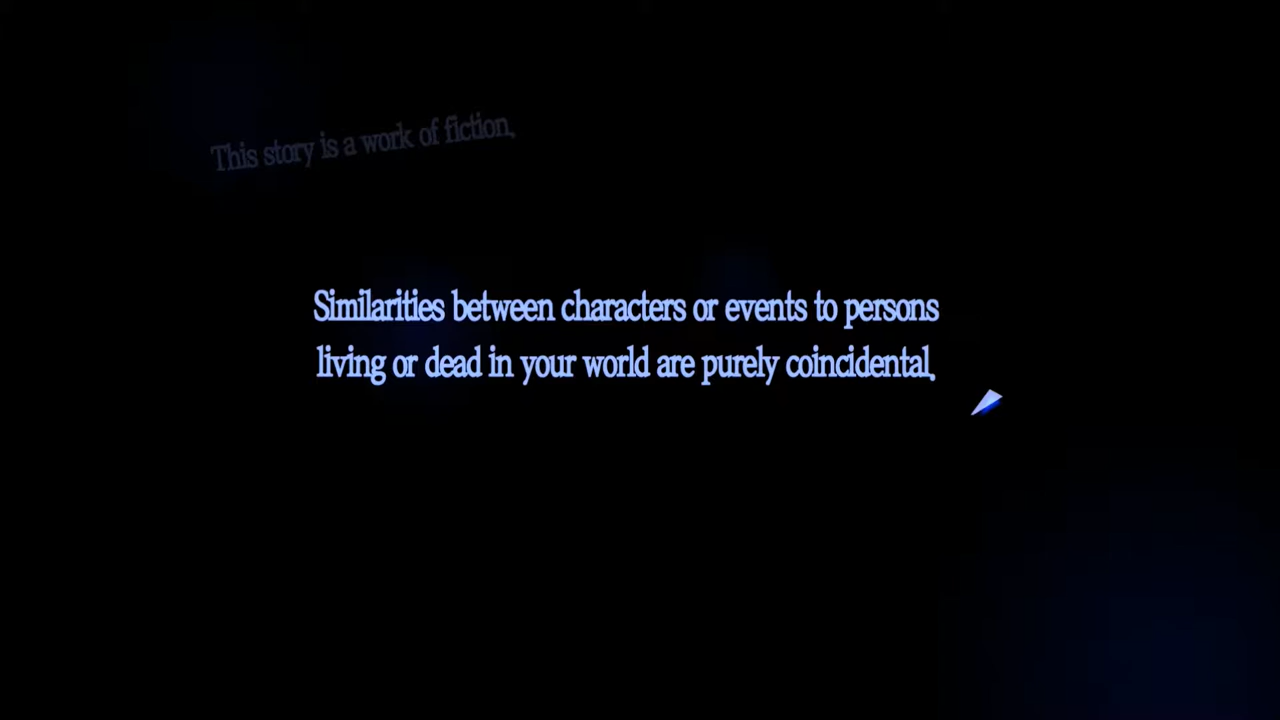 This story is a work of fiction.
Similarities between characters or events to persons
living or dead in your world are purely coincidental.